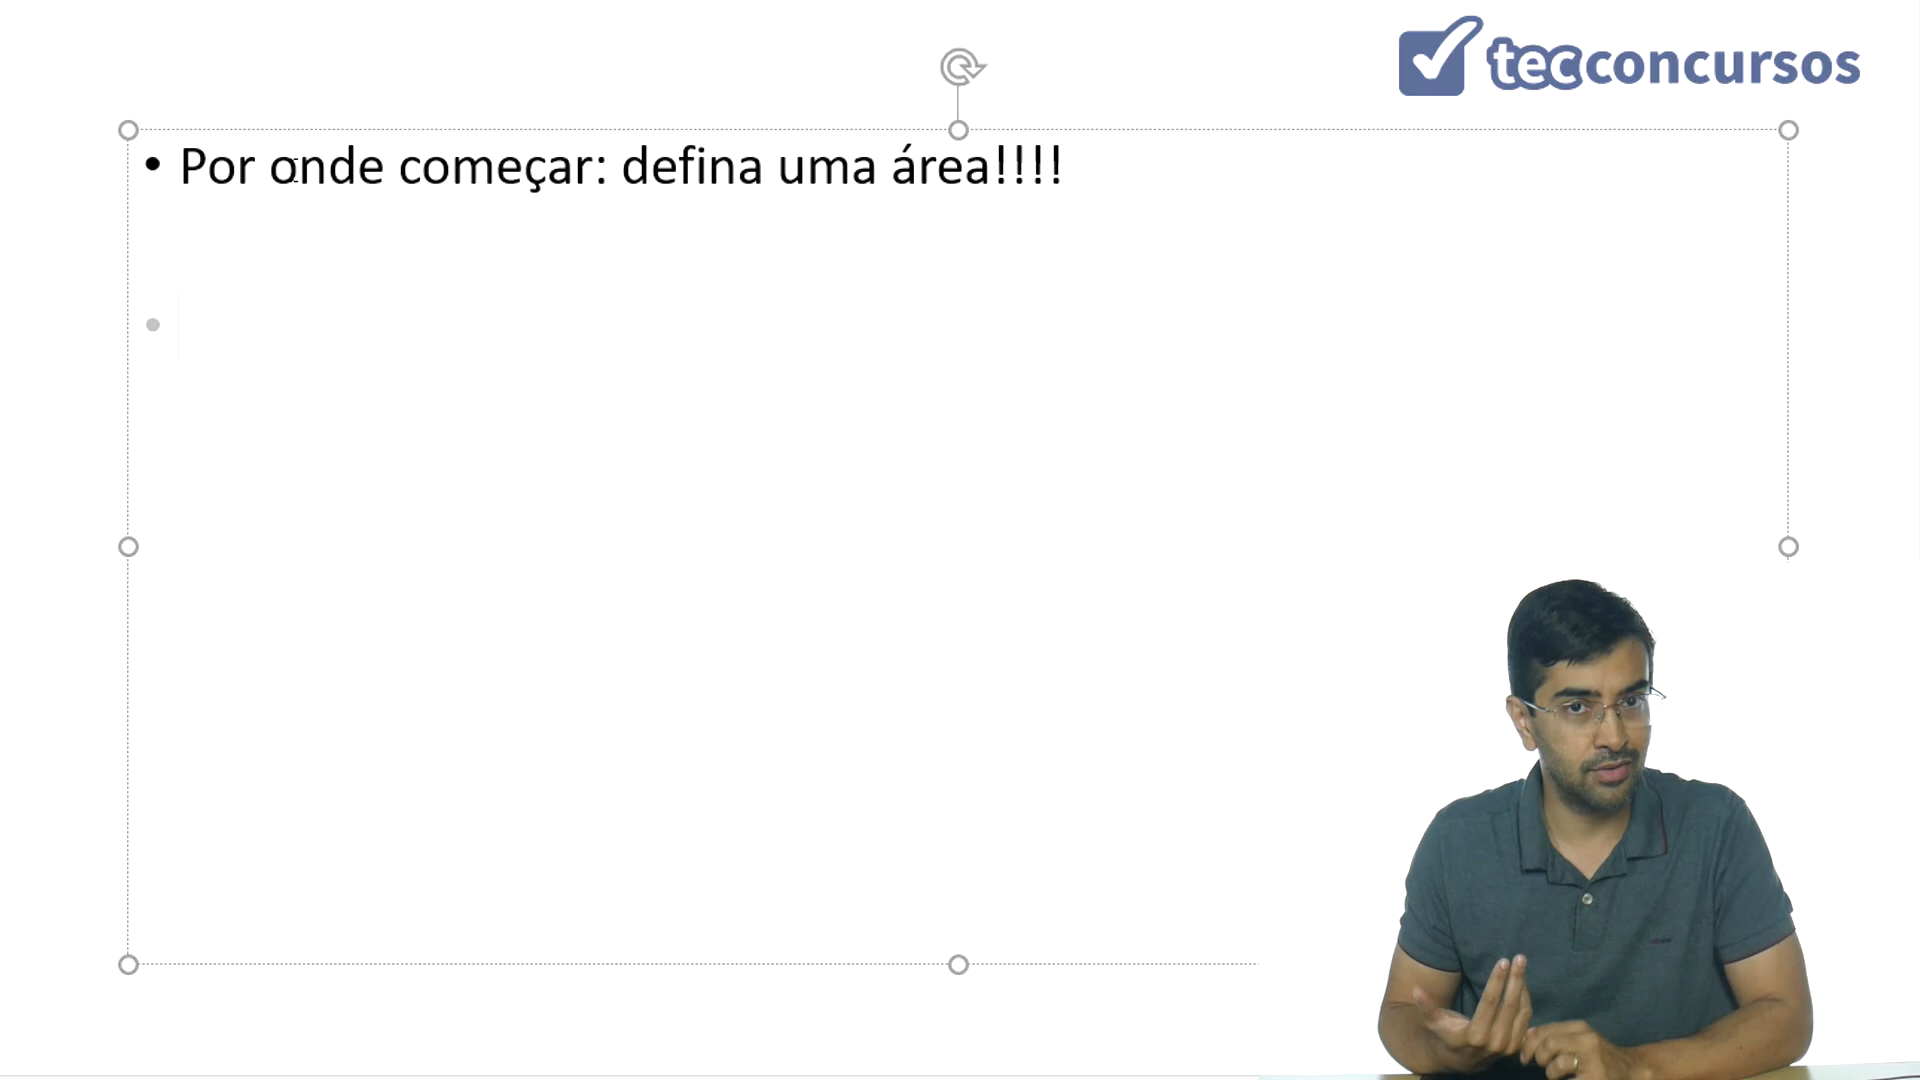 tecconcursos
• Por onde começar: defina uma área!!!!
•